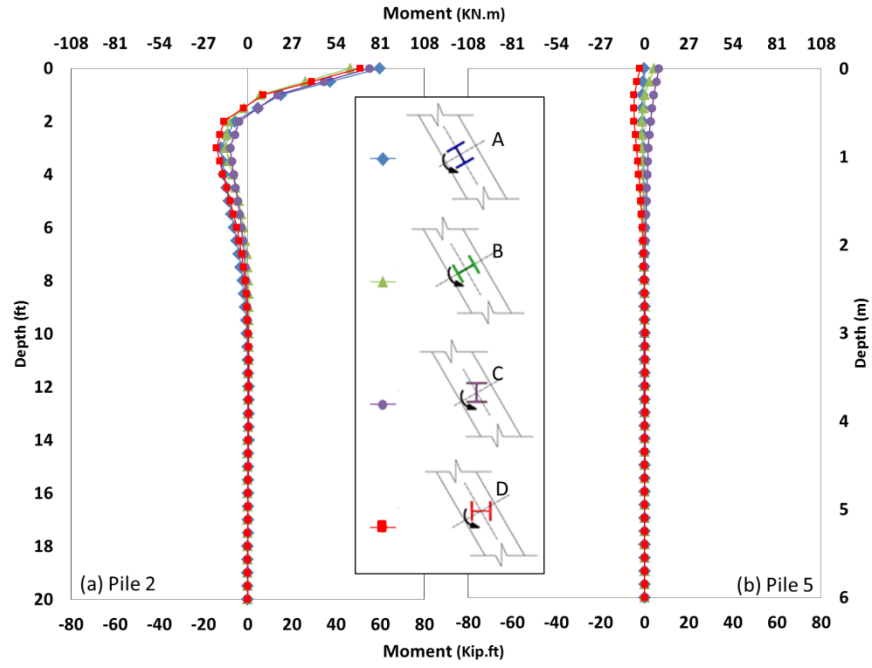 Moment (KN.m)
-108 -81 -54 -27 0 27 54 81 108
-108 -81 -54 -27 0 27 54 81 108
0
2
4
6
8
10
12
14
16
18
20
Depth (ft)
A
B
C
D
0
1
2
3
4
5
6
Depth (m)
(a) Pile 2
(b) Pile 5
-80 -60 -40 -20 0 20 40 60 80
-80 -60 -40 -20 0 20 40 60 80
Moment (Kip.ft)